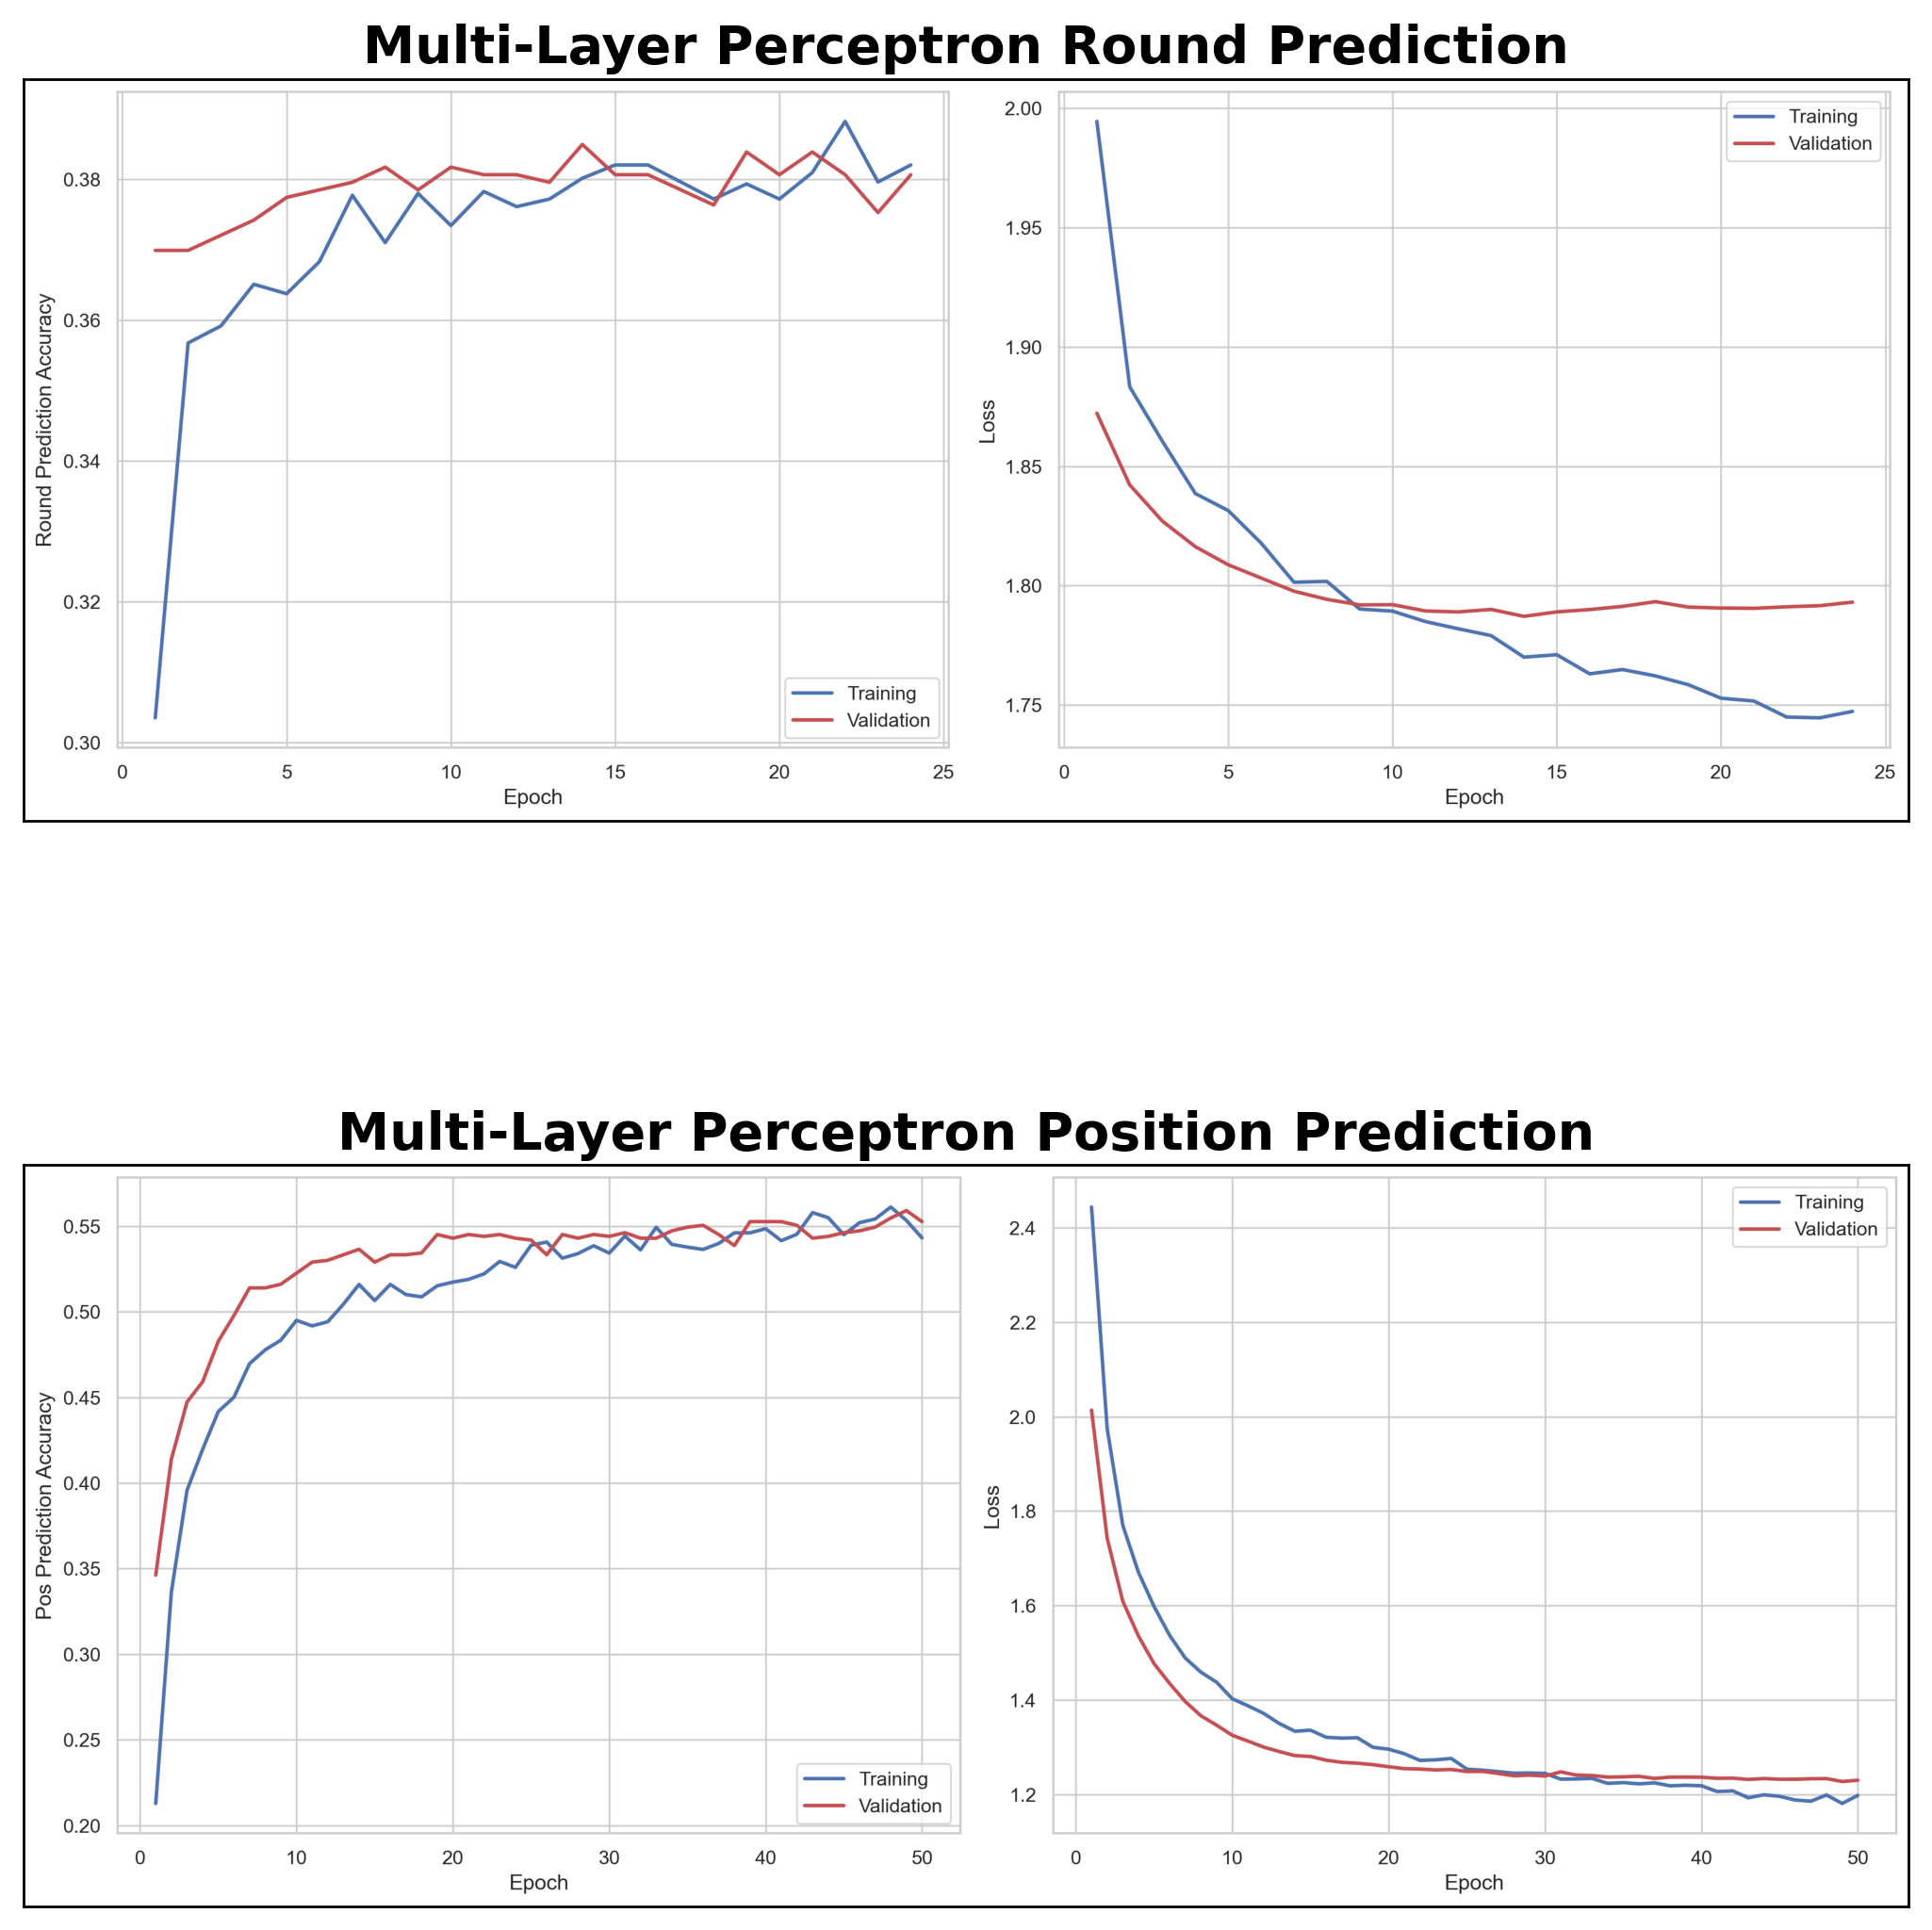 Multi-Layer Perceptron Round Prediction
Round Prediction Accuracy
0.38
0.36
0.34
0.32
0.30
0 5 10 15 20 25
Epoch
Training
Validation
Loss
2.00
1.95
1.90
1.85
1.80
1.75
0 5 10 15 20 25
Epoch
Training
Validation
Multi-Layer Perceptron Position Prediction
Pos Prediction Accuracy
0.55
0.50
0.45
0.40
0.35
0.30
0.25
0.20
0 10 20 30 40 50
Epoch
Training
Validation
Loss
2.4
2.2
2.0
1.8
1.6
1.4
1.2
0 10 20 30 40 50
Epoch
Training
Validation